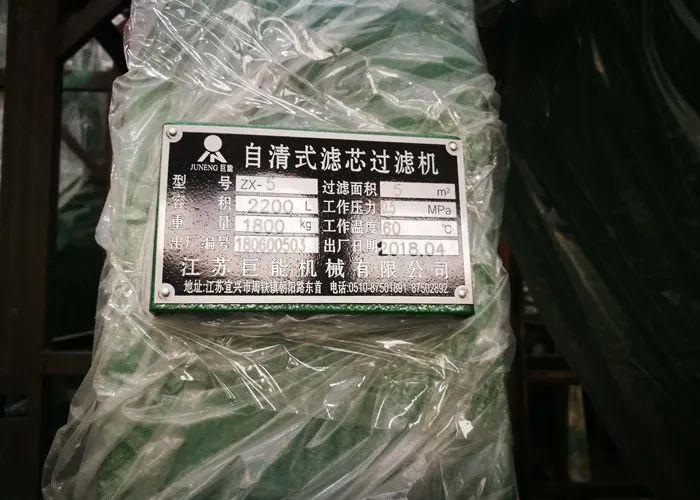 自清式滤芯过滤机
JUNENG 巨能
型 号 ZX-5 过滤面积 5 m²
容 积 2200 L 工作压力 MPa
重 量 1800 kg 工作温度 60 ℃
出厂编号 180600503 出厂日期 2018.04
江苏巨能机械有限公司
地址:江苏宜兴市周铁镇朝阳路东首 电话:0510-87501891 87502892